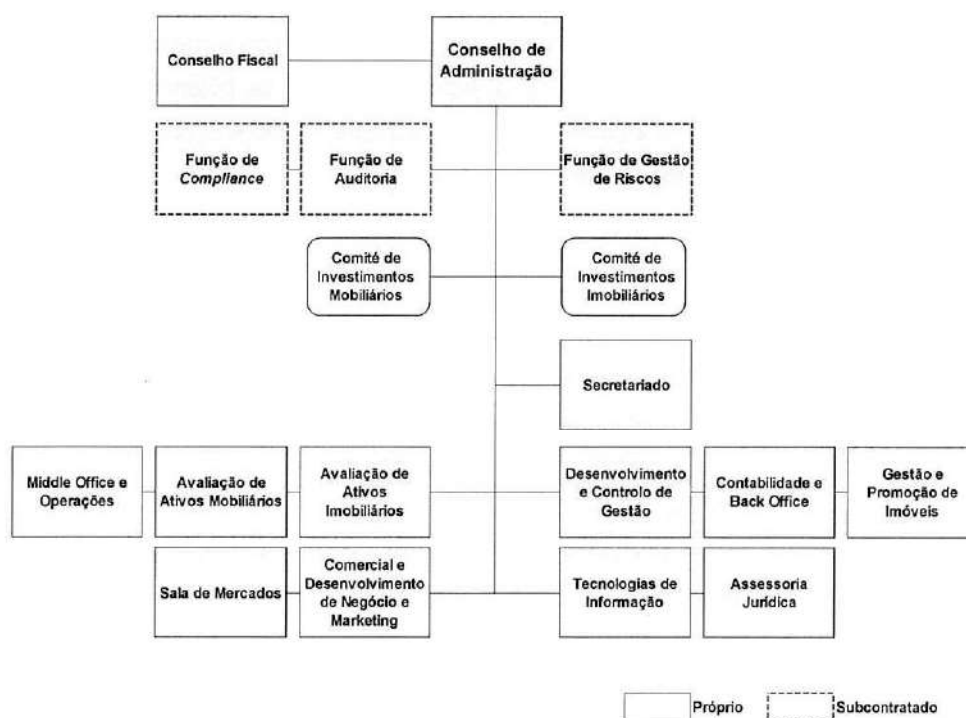 Conselho Fiscal
Conselho de
Administração
Função de
Compliance
Função de
Auditoria
Função de Gestão
de Riscos
Comité de
Investimentos
Mobiliários
Comité de
Investimentos
Imobiliários
Secretariado
Middle Office e
Operações
Avaliação de
Ativos Mobiliários
Avaliação de
Ativos
Imobiliários
Desenvolvimento
e Controlo de
Gestão
Contabilidade e
Back Office
Gestão e
Promoção de
Imóveis
Sala de Mercados
Comercial e
Desenvolvimento
de Negócio e
Marketing
Tecnologias de
Informação
Assessoria
Jurídica
Próprio
Subcontratado